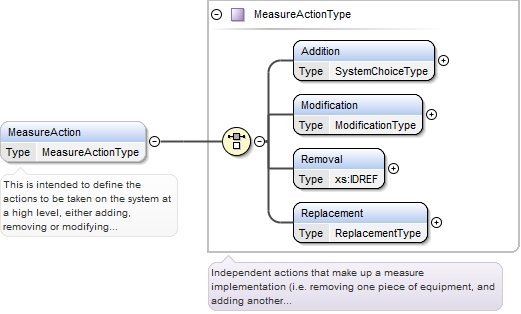 MeasureActionType
Addition
Type SystemChoiceType
Modification
Type ModificationType
MeasureAction
Type MeasureActionType
Removal
Type xs:IDREF
This is intended to define the
actions to be taken on the system at
a high level, either adding,
removing or modifying...
Replacement
Type ReplacementType
Independent actions that make up a measure
implementation (i.e. removing one piece of equipment, and
adding another...